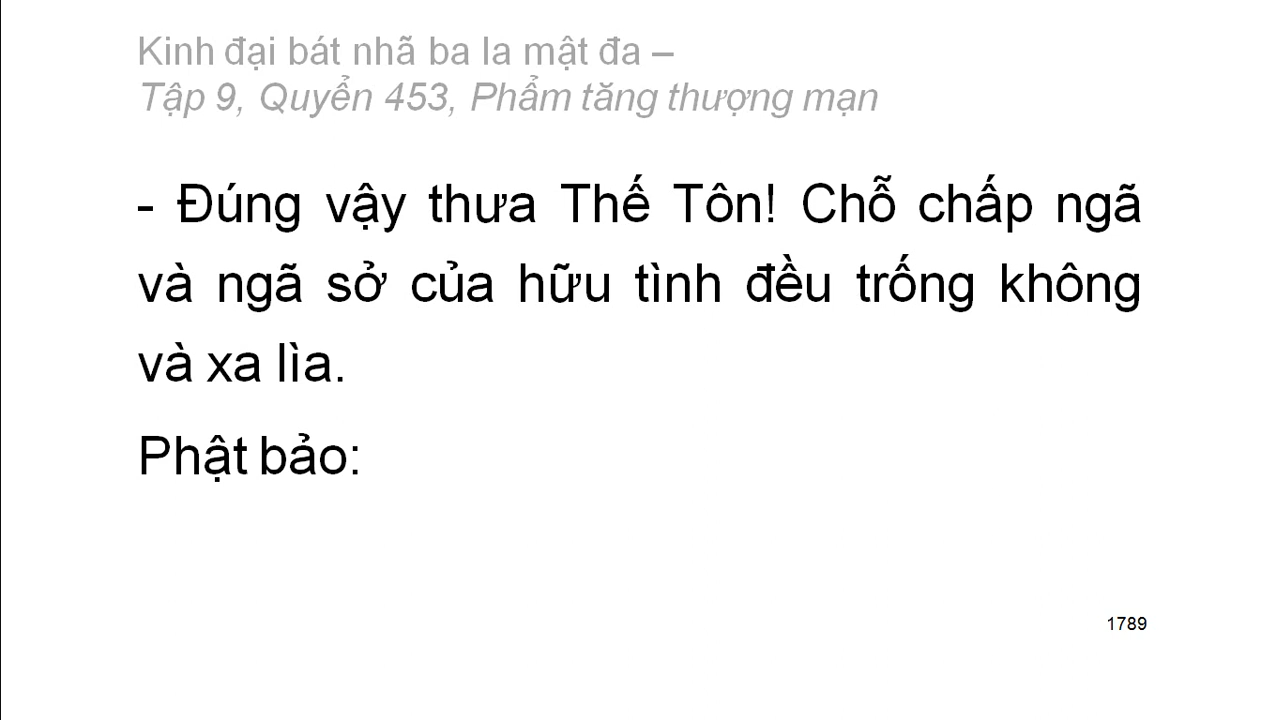 Kinh đại bát nhã ba la mật đa –
Tập 9, Quyển 453, Phẩm tăng thượng mạn
- Đúng vậy thưa Thế Tôn! Chỗ chấp ngã
và ngã sở của hữu tình đều trống không
và xa lìa.
Phật bảo:
1789